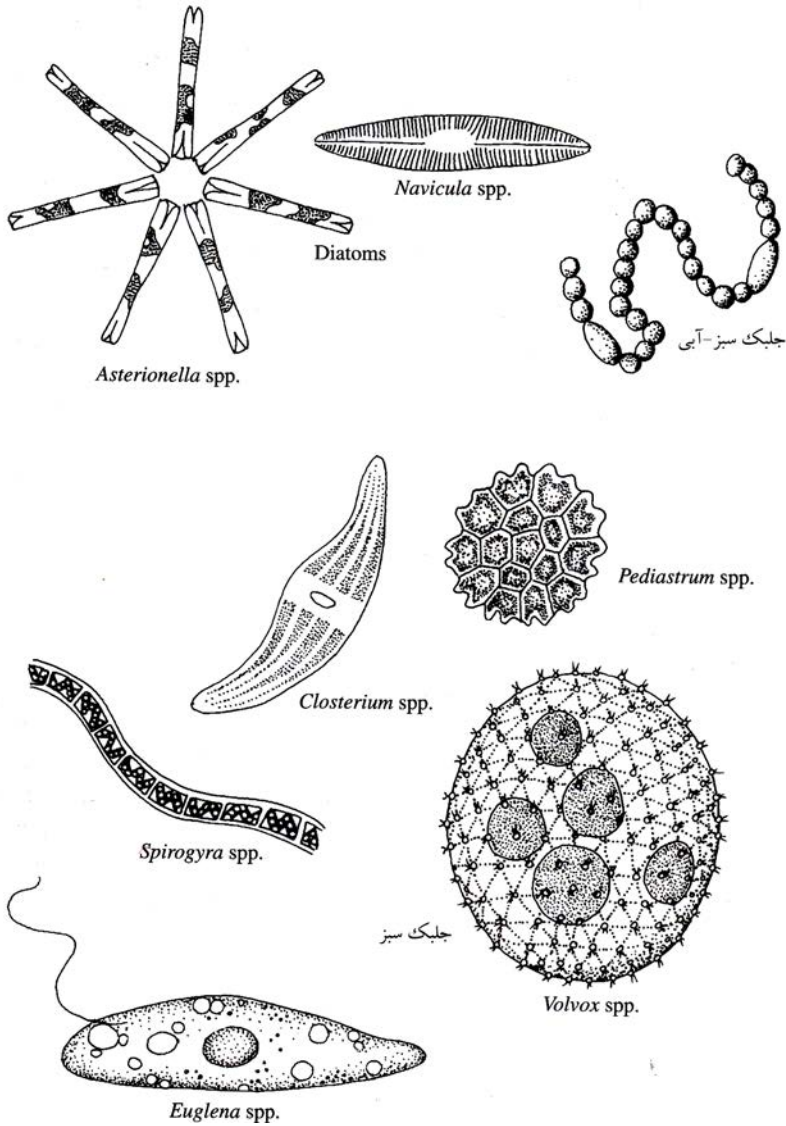 Navicula spp.
Diatoms
جلبک سبز-آبی
Asterionella spp.
Pediastrum spp.
Closterium spp.
Spirogyra spp.
جلبک سبز
Volvox spp.
Euglena spp.